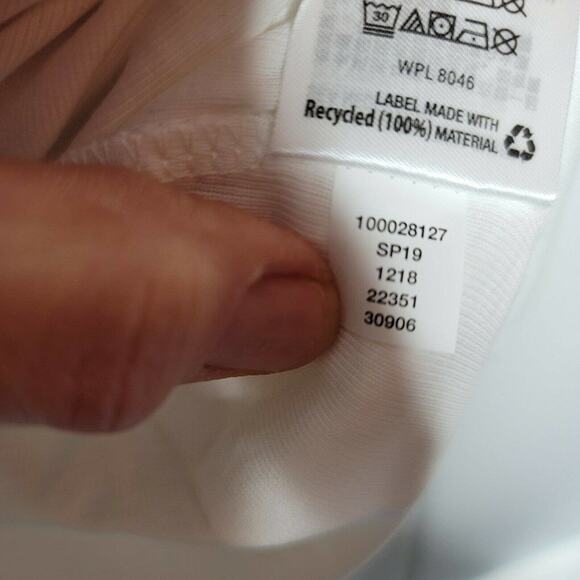 30
WPL 8046
LABEL MADE WITH
Recycled (100%) MATERIAL
100028127
SP19
1218
22351
30906